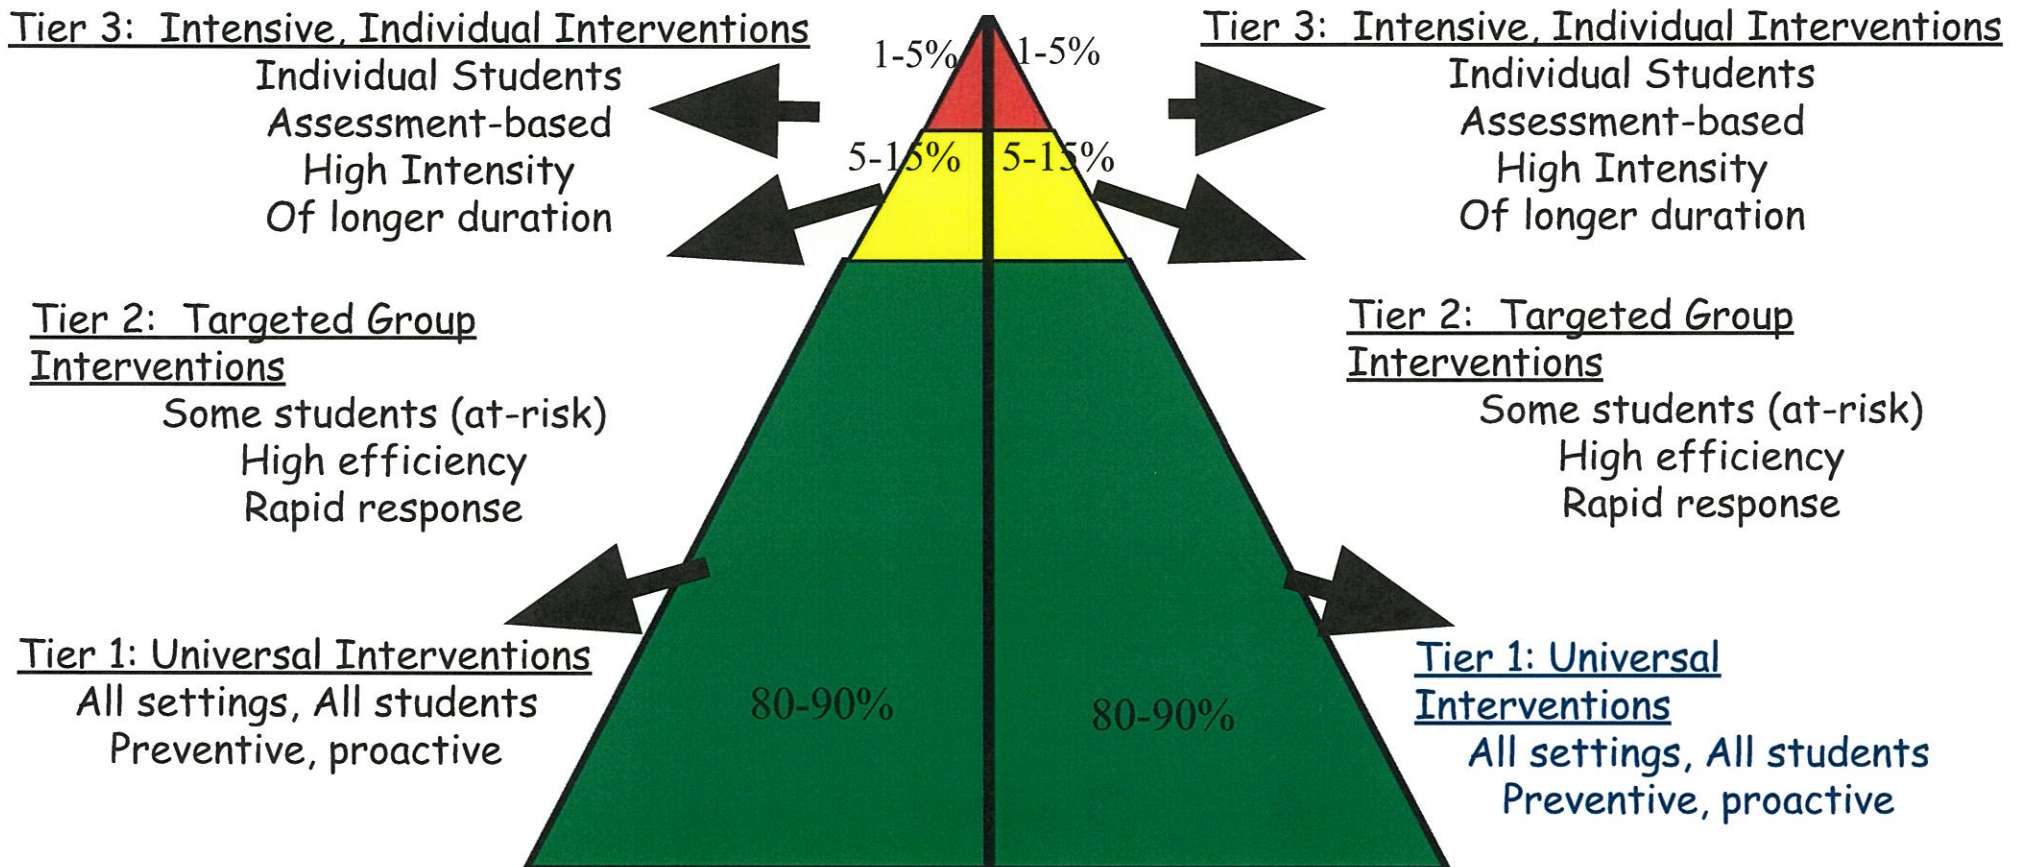 Tier 3: Intensive, Individual Interventions
Individual Students
Assessment-based
High Intensity
Of longer duration
Tier 2: Targeted Group
Interventions
Some students (at-risk)
High efficiency
Rapid response
Tier 1: Universal Interventions
All settings, All students
Preventive, proactive
1-5%
1-5%
5-15%
5-15%
80-90%
80-90%
Tier 3: Intensive, Individual Interventions
Individual Students
Assessment-based
High Intensity
Of longer duration
Tier 2: Targeted Group
Interventions
Some students (at-risk)
High efficiency
Rapid response
Tier 1: Universal
Interventions
All settings, All students
Preventive, proactive